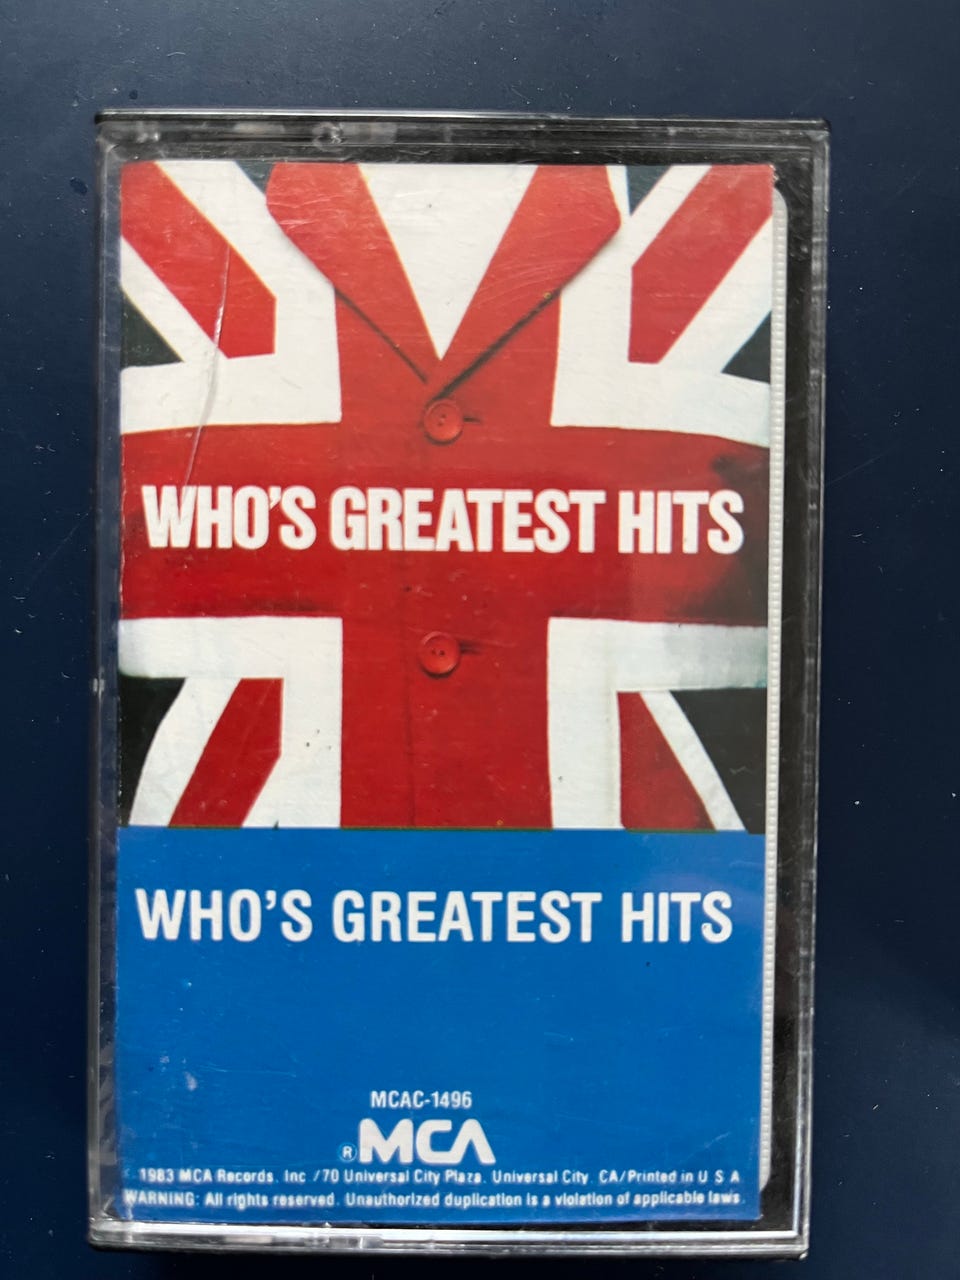 WHO'S GREATEST HITS
WHO'S GREATEST HITS
MCAC-1496
® MCA
1983 MCA Records, Inc./70 Universal City Plaza, Universal City, CA/Printed in U S A
WARNING: All rights reserved. Unauthorized duplication is a violation of applicable laws.